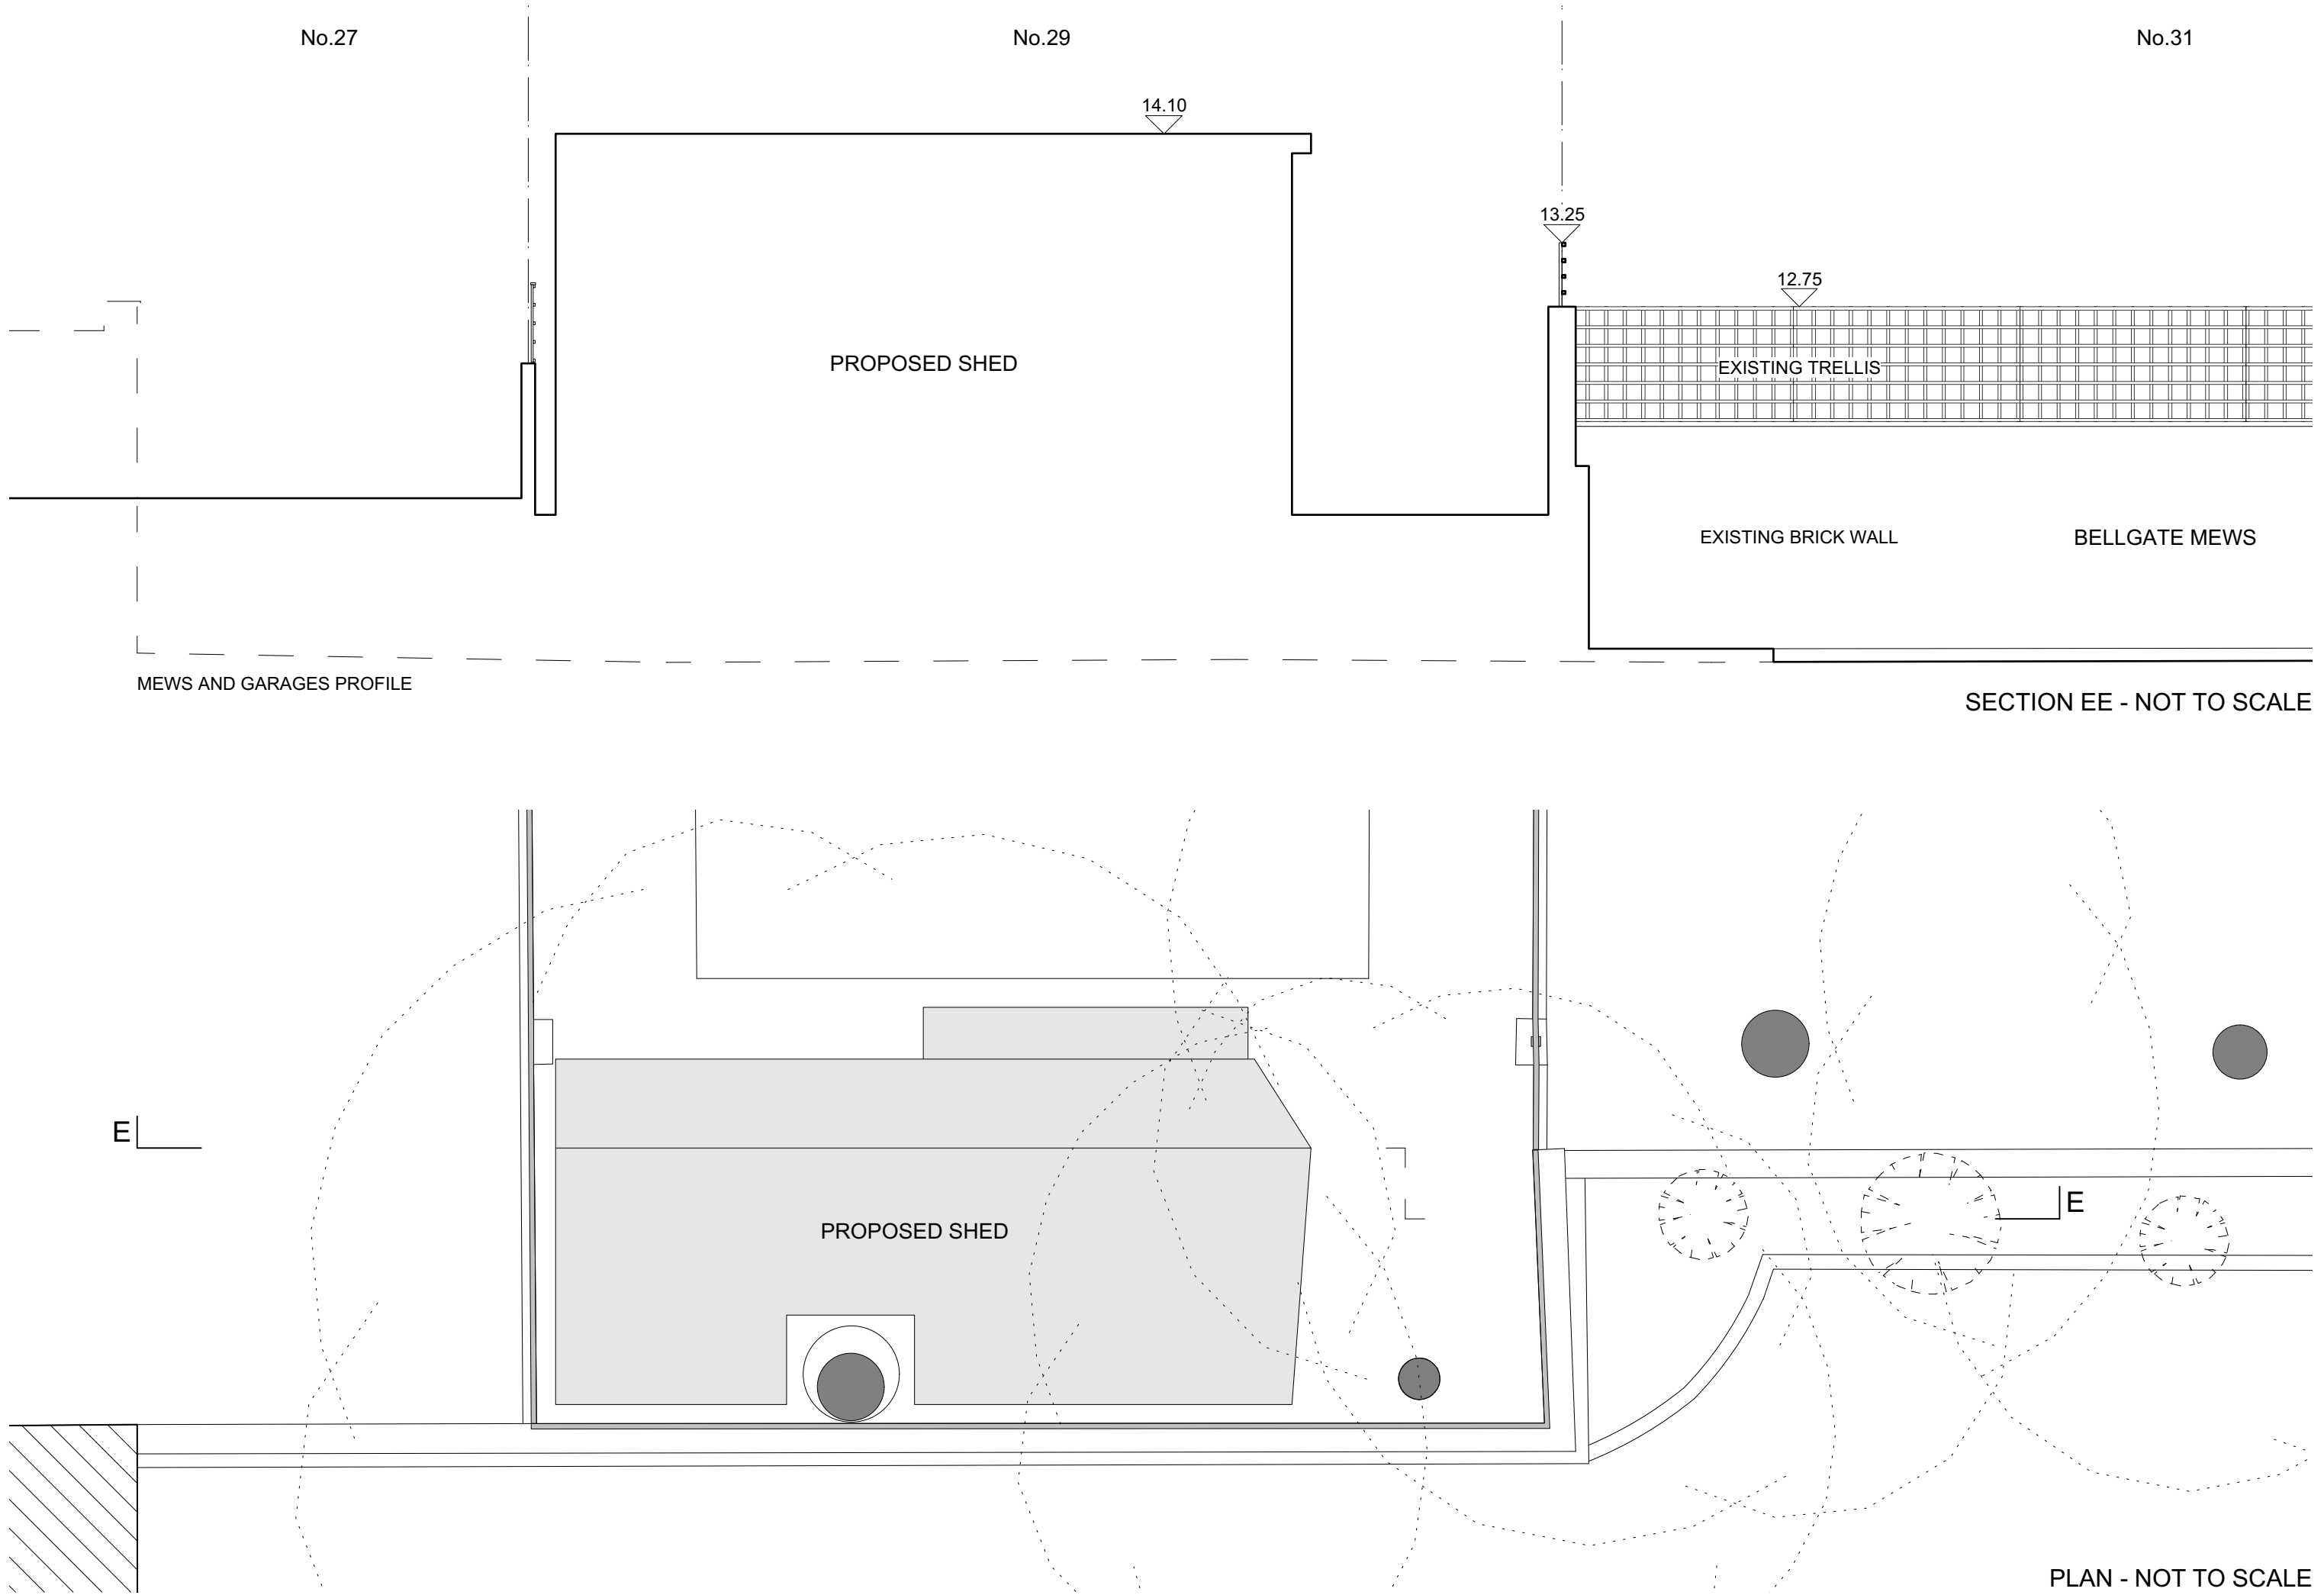 No.27
No.29
No.31
14.10
13.25
12.75
PROPOSED SHED
EXISTING TRELLIS
EXISTING BRICK WALL
BELLGATE MEWS
MEWS AND GARAGES PROFILE
SECTION EE - NOT TO SCALE
E
E
PROPOSED SHED
PLAN - NOT TO SCALE